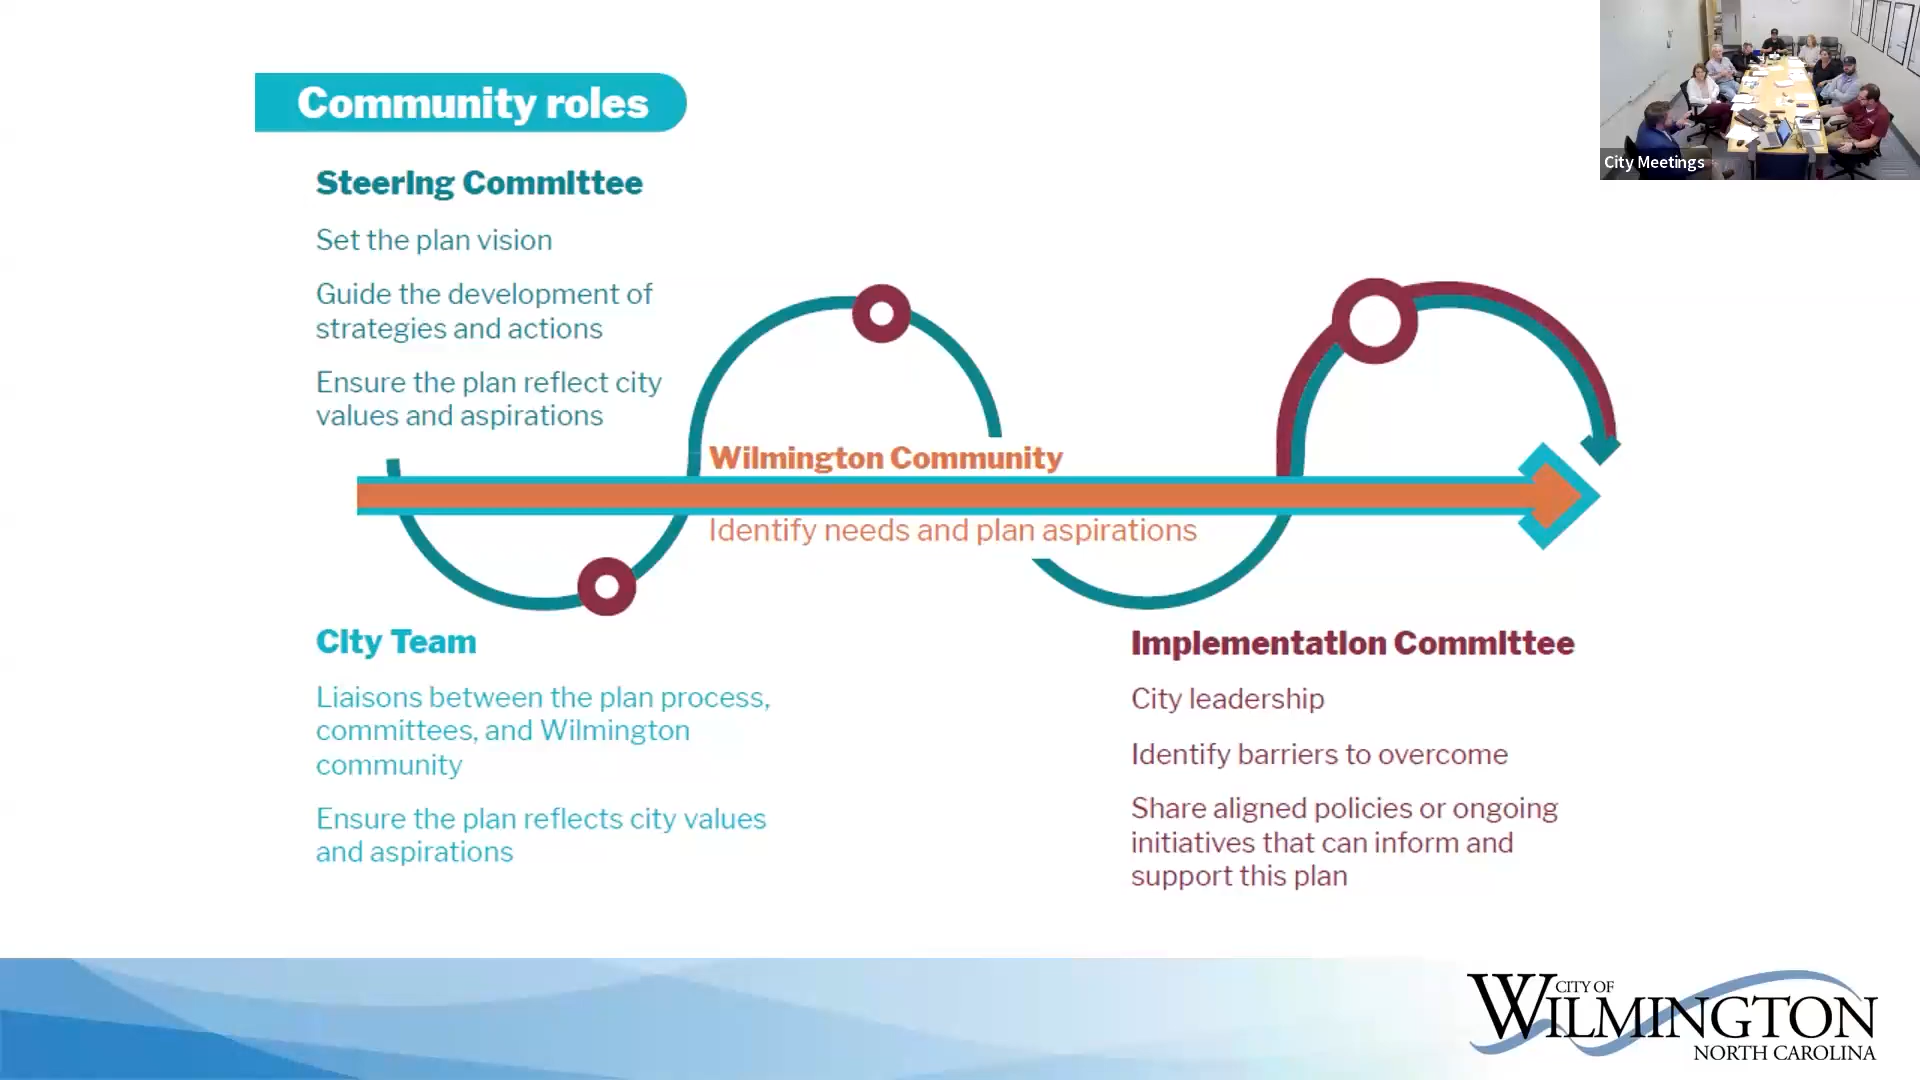 Community roles
Steering Committee
Set the plan vision
Guide the development of
strategies and actions
Ensure the plan reflect city
values and aspirations
Wilmington Community
Identify needs and plan aspirations
City Team
Liaisons between the plan process,
committees, and Wilmington
community
Ensure the plan reflects city values
and aspirations
Implementation Committee
City leadership
Identify barriers to overcome
Share aligned policies or ongoing
initiatives that can inform and
support this plan
City Meetings
CITY OF
WILMINGTON
NORTH CAROLINA